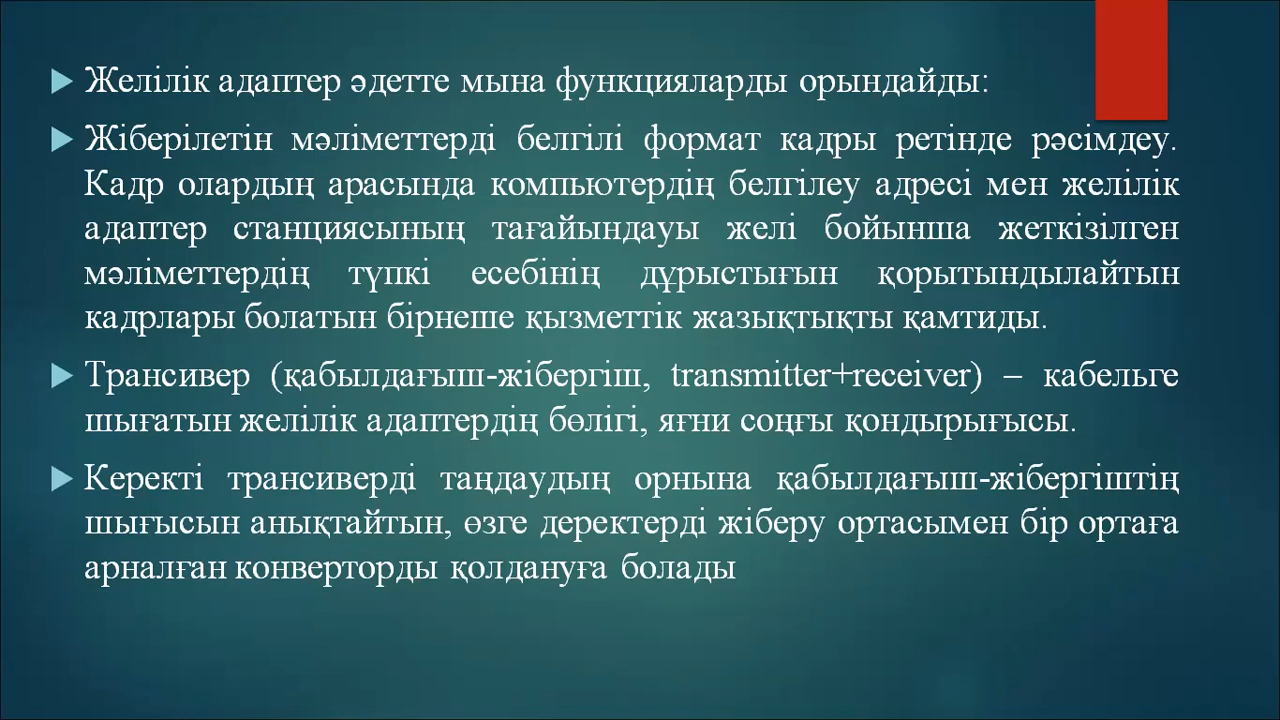 Желілік адаптер әдетте мына функцияларды орындайды:
Жіберілетін мәліметтерді белгілі формат кадры ретінде рәсімдеу.
Кадр олардың арасында компьютердің белгілеу адресі мен желілік
адаптер станциясының тағайындауы желі бойынша жеткізілген
мәліметтердің түпкі есебінің дұрыстығын қорытындылайтын
кадрлары болатын бірнеше қызметтік жазықтықты қамтиды.
Трансивер (қабылдағыш-жібергіш, transmitter+receiver) – кабельге
шығатын желілік адаптердің бөлігі, яғни соңғы қондырығысы.
Керекті трансиверді таңдаудың орнына қабылдағыш-жібергіштің
шығысын анықтайтын, өзге деректерді жіберу ортасымен бір ортаға
арналған конверторды қолдануға болады